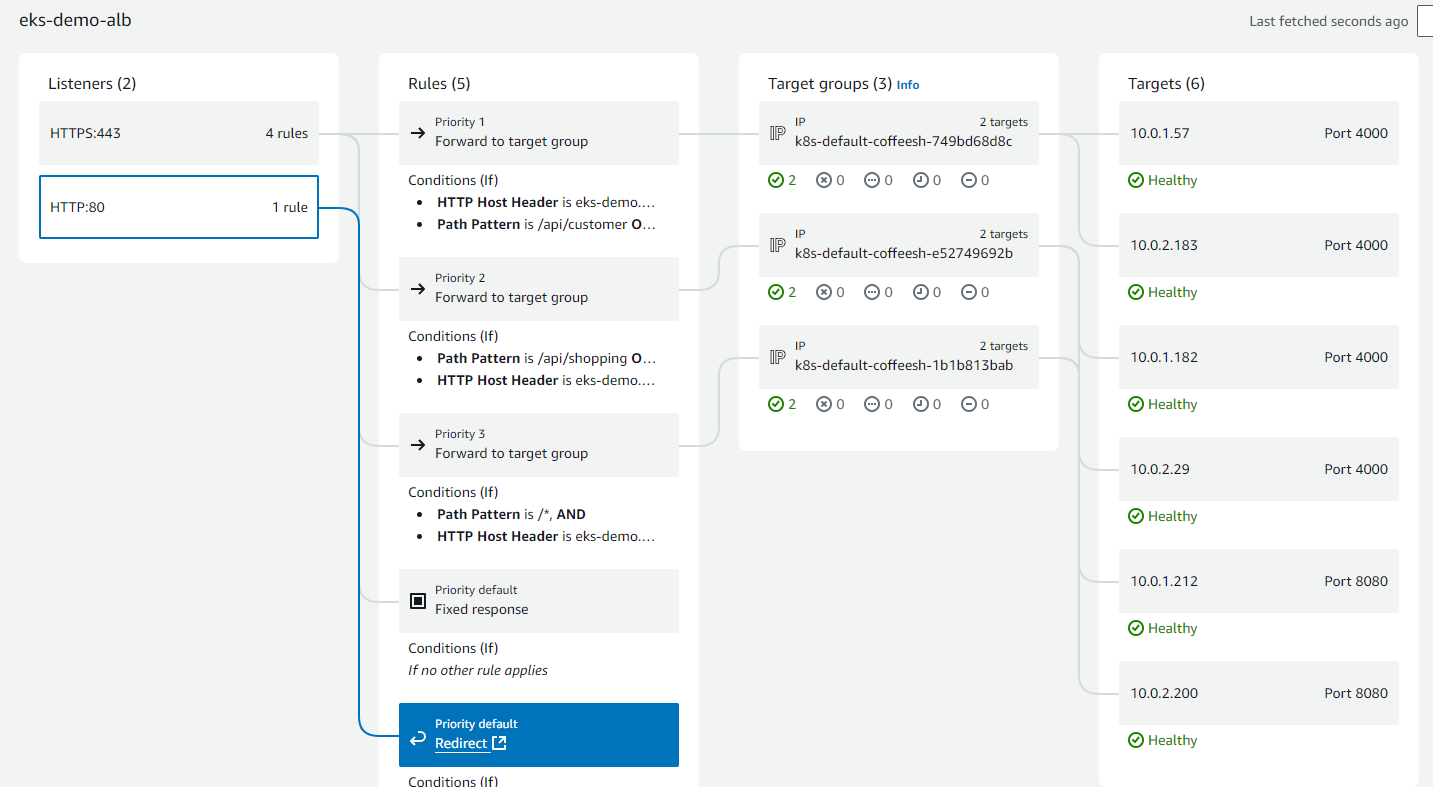 eks-demo-alb
Last fetched seconds ago
Listeners (2)
HTTPS:443 4 rules
HTTP:80 1 rule
Rules (5)
Priority 1
Forward to target group
Conditions (If)
HTTP Host Header is eks-demo....
Path Pattern is /api/customer O...
Priority 2
Forward to target group
Conditions (If)
Path Pattern is /api/shopping O...
HTTP Host Header is eks-demo....
Priority 3
Forward to target group
Conditions (If)
Path Pattern is /*, AND
HTTP Host Header is eks-demo....
Priority default
Fixed response
Conditions (If)
If no other rule applies
Priority default
Redirect
Conditions (If)
Target groups (3) Info
IP 2 targets
IP k8s-default-coffeesh-749bd68d8c
2 0 0 0 0
IP 2 targets
IP k8s-default-coffeesh-e52749692b
2 0 0 0 0
IP 2 targets
IP k8s-default-coffeesh-1b1b813bab
2 0 0 0 0
Targets (6)
10.0.1.57 Port 4000
Healthy
10.0.2.183 Port 4000
Healthy
10.0.1.182 Port 4000
Healthy
10.0.2.29 Port 4000
Healthy
10.0.1.212 Port 8080
Healthy
10.0.2.200 Port 8080
Healthy